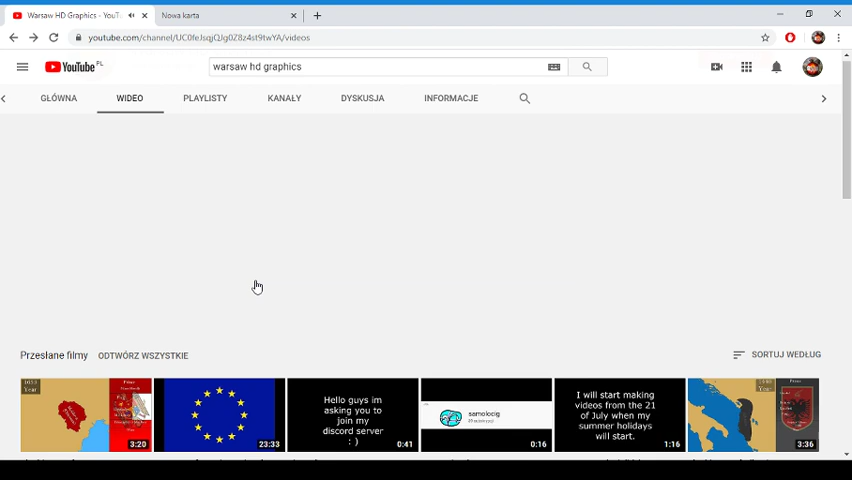 Warsaw HD Graphics - YouTu
Nowa karta
youtube.com/channel/
YouTube PL
warsaw hd graphics
GŁÓWNA
WIDEO
PLAYLISTY
KANAŁY
DYSKUSJA
INFORMACJE
Przesłane filmy
ODTWÓRZ WSZYSTKIE
SORTUJ WEDŁUG
Year
3:20
23:33
Hello guys im
asking you to
join my
discord server
: )
0:41
samolocig
0:16
I will start making
videos from the 21
of July when my
summer holidays
will start.
1:16
Year
3:36